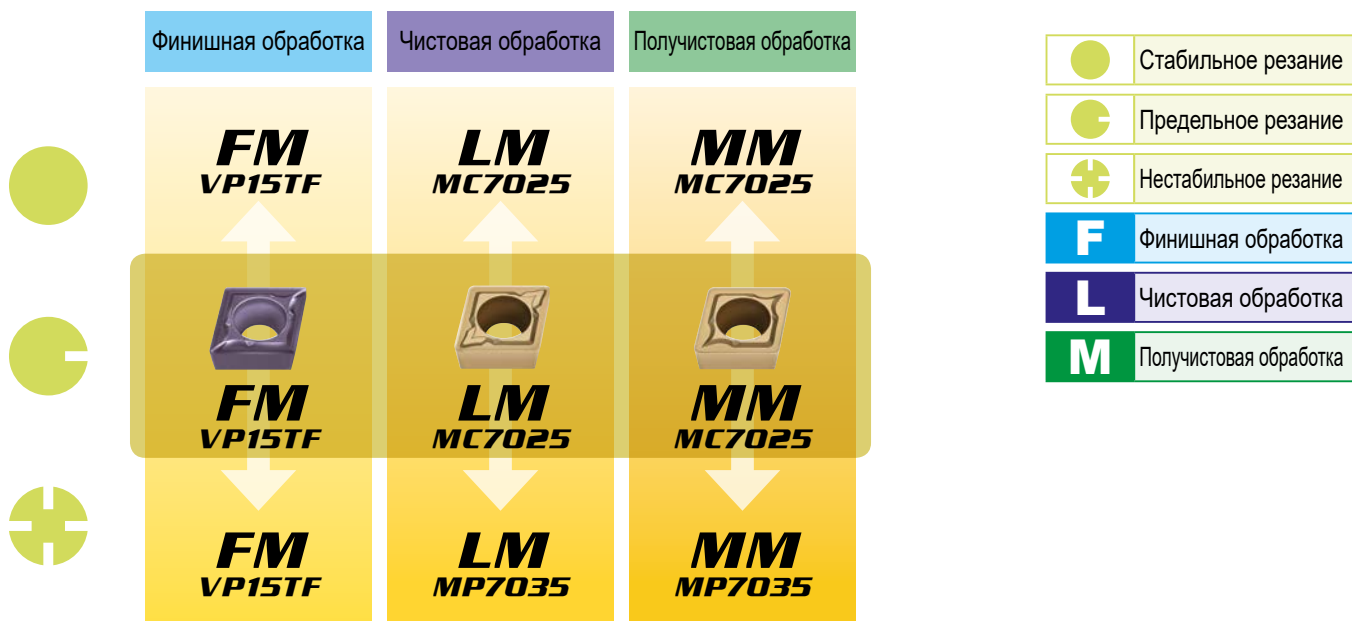 Финишная обработка
Чистовая обработка
Получистовая обработка
FM
VP15TF
LM
MC7025
MM
MC7025
FM
VP15TF
LM
MC7025
MM
MC7025
FM
VP15TF
LM
MP7035
MM
MP7035
Стабильное резание
Предельное резание
Нестабильное резание
F Финишная обработка
L Чистовая обработка
M Получистовая обработка